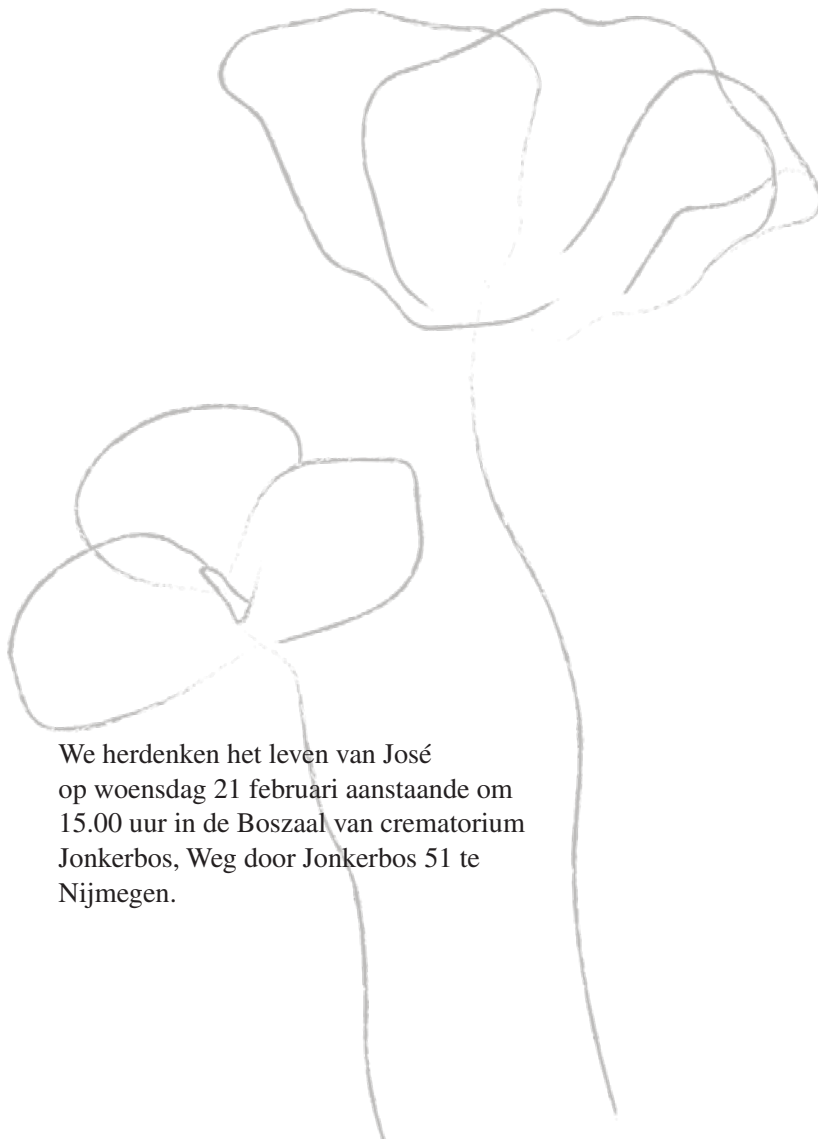 We herdenken het leven van José
op woensdag 21 februari aanstaande om
15.00 uur in de Boszaal van crematorium
Jonkerbos, Weg door Jonkerbos 51 te
Nijmegen.